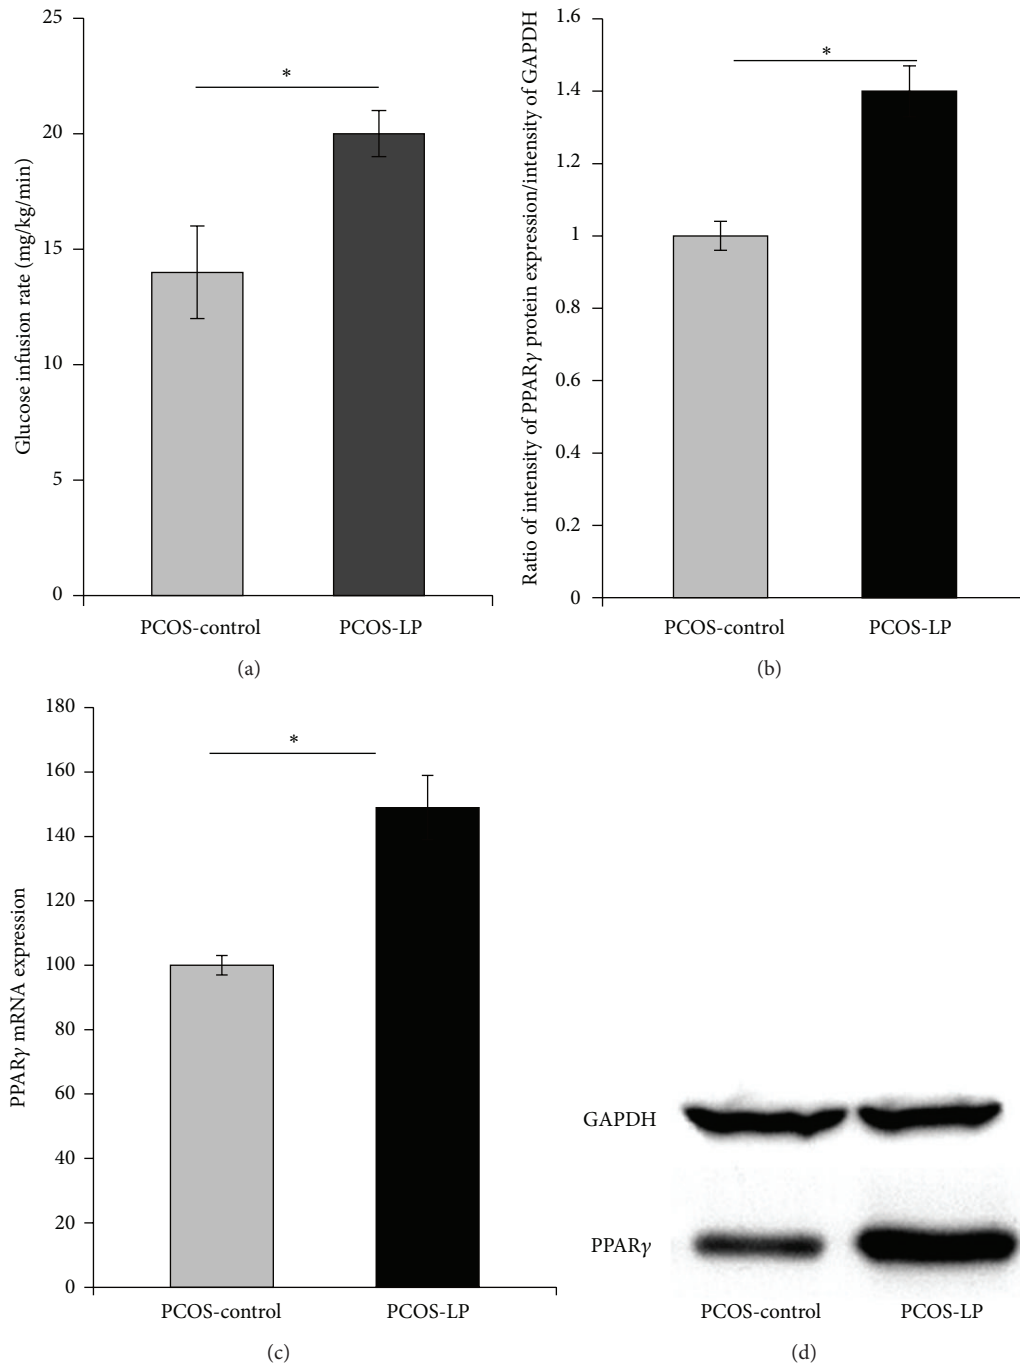 Glucose infusion rate (mg/kg/min)
25
20
15
10
5
0
*
PCOS-control PCOS-LP
(a)
Ratio of intensity of PPARγ protein expression/intensity of GAPDH
1.6
1.4
1.2
1
0.8
0.6
0.4
0.2
0
*
PCOS-control PCOS-LP
(b)
PPARγ mRNA expression
180
160
140
120
100
80
60
40
20
0
*
PCOS-control PCOS-LP
(c)
GAPDH
PPARγ
PCOS-control PCOS-LP
(d)